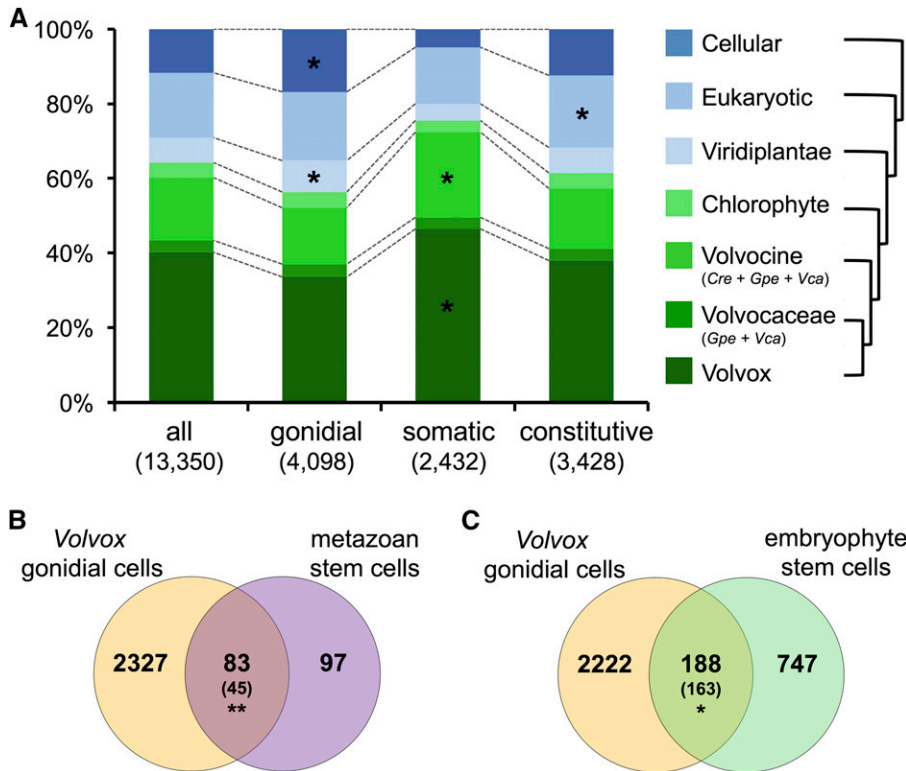 A
100%
80%
60%
40%
20%
0%
*
*
*
*
*
all
(13,350)
gonidial
(4,098)
somatic
(2,432)
constitutive
(3,428)
Cellular
Eukaryotic
Viridiplantae
Chlorophyte
Volvocine
(Cre + Gpe + Vca)
Volvocaceae
(Gpe + Vca)
Volvox
B
Volvox
gonidial cells
metazoan
stem cells
2327
83
(45)
**
97
C
Volvox
gonidial cells
embryophyte
stem cells
2222
188
(163)
*
747